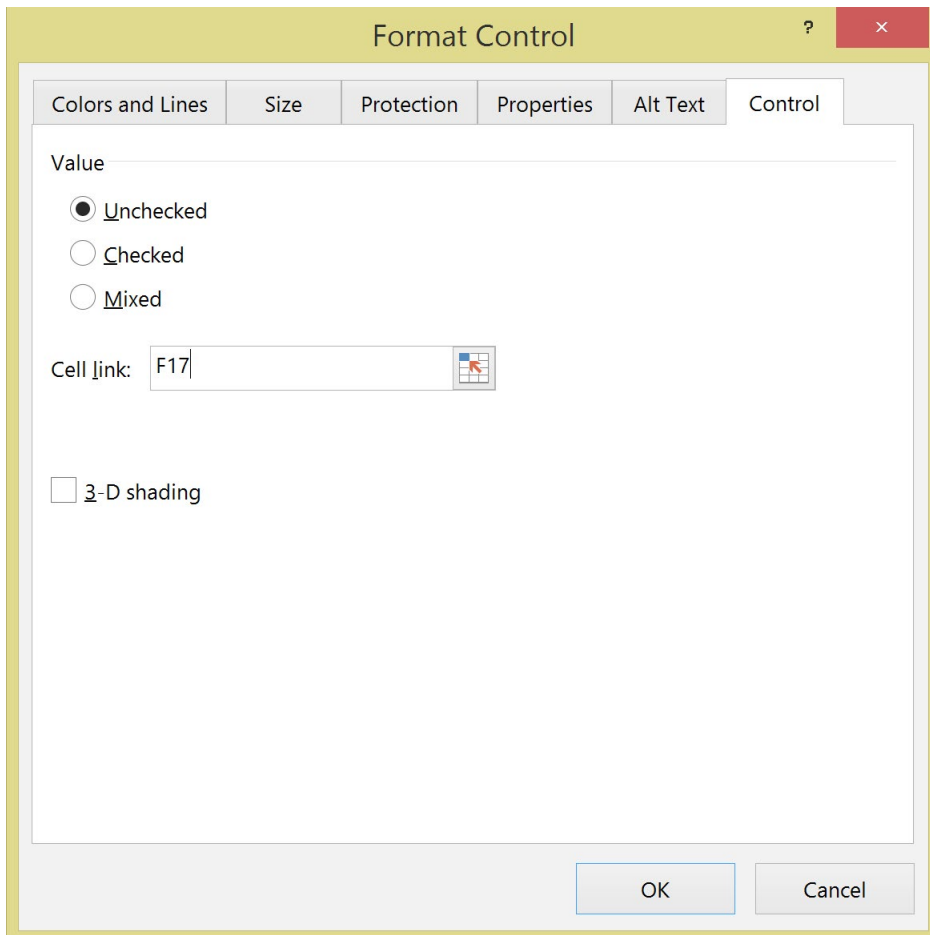 Format Control
?
Colors and Lines Size Protection Properties Alt Text Control
Value
Unchecked
Checked
Mixed
Cell link: F17
3-D shading
OK Cancel